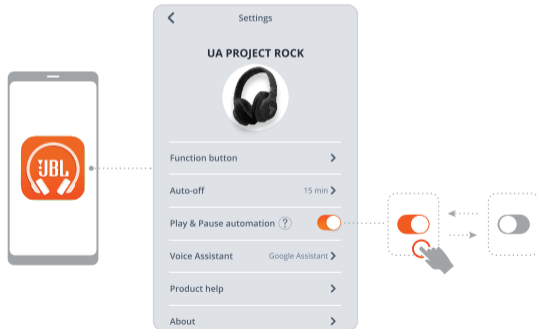 Settings
UA PROJECT ROCK
JBL
Function button
Auto-off 15 min
Play & Pause automation ?
Voice Assistant Google Assistant
Product help
About